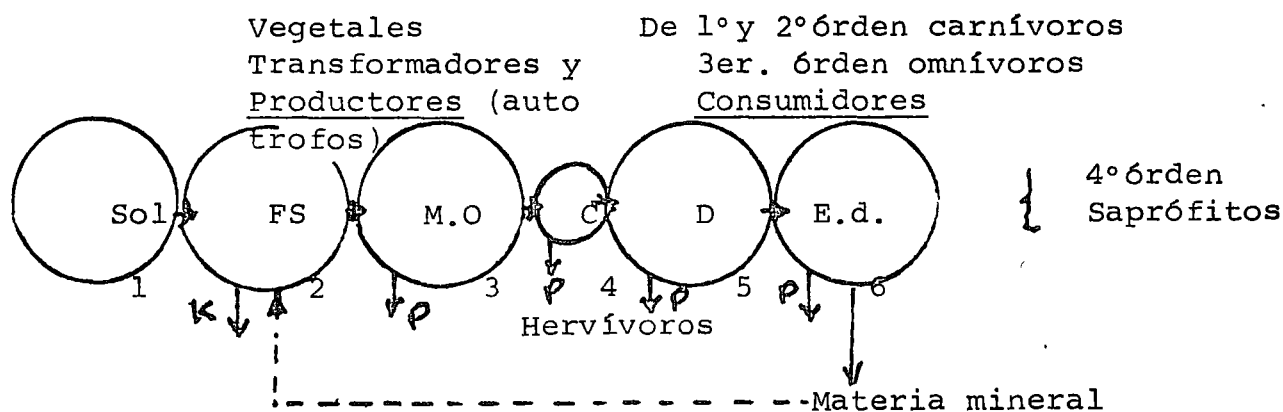 Vegetales
Transformadores y
Productores (auto
trofos)
De 1° y 2° órden carnívoros
3er. órden omnívoros
Consumidores
Sol FS M.O C D E.d.
4° órden
Saprófitos
1 2 3 4 5 6
K P P P P
Hervívoros
Materia mineral